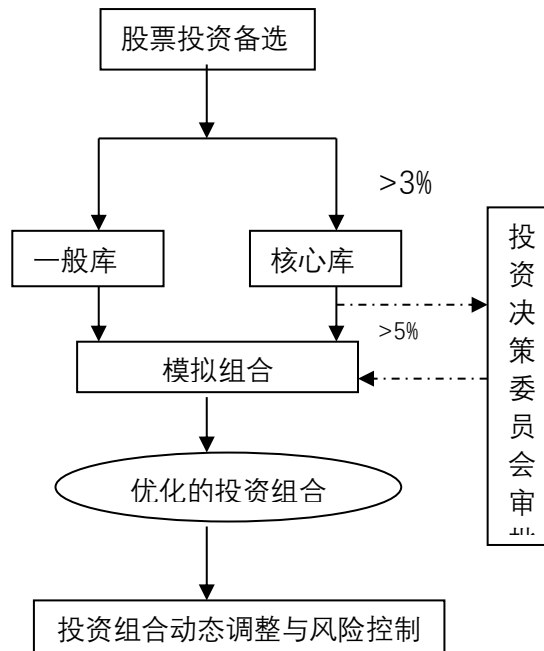 股票投资备选
>3%
一般库
核心库
投资决策委员会审
>5%
模拟组合
优化的投资组合
投资组合动态调整与风险控制